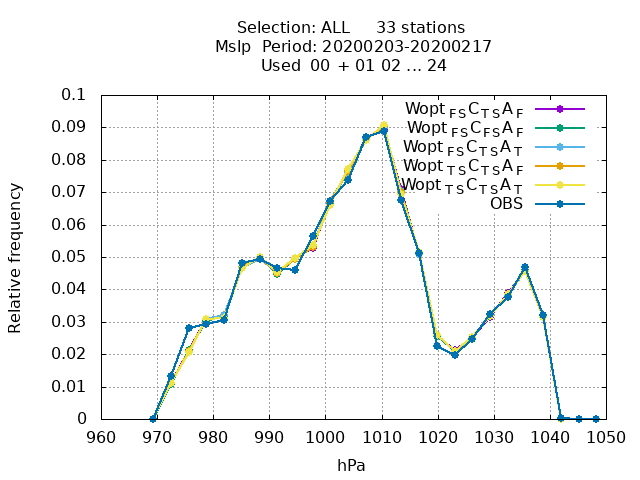 Selection: ALL 33 stations
Mslp Period: 20200203-20200217
Used 00 + 01 02 ... 24
0.1
0.09
0.08
0.07
0.06
0.05
0.04
0.03
0.02
0.01
0
Relative frequency
Wopt FS C TS A F
Wopt FS C FS A F
Wopt FS C TS A T
Wopt TS C TS A F
Wopt TS C TS A T
OBS
960 970 980 990 1000 1010 1020 1030 1040 1050
hPa